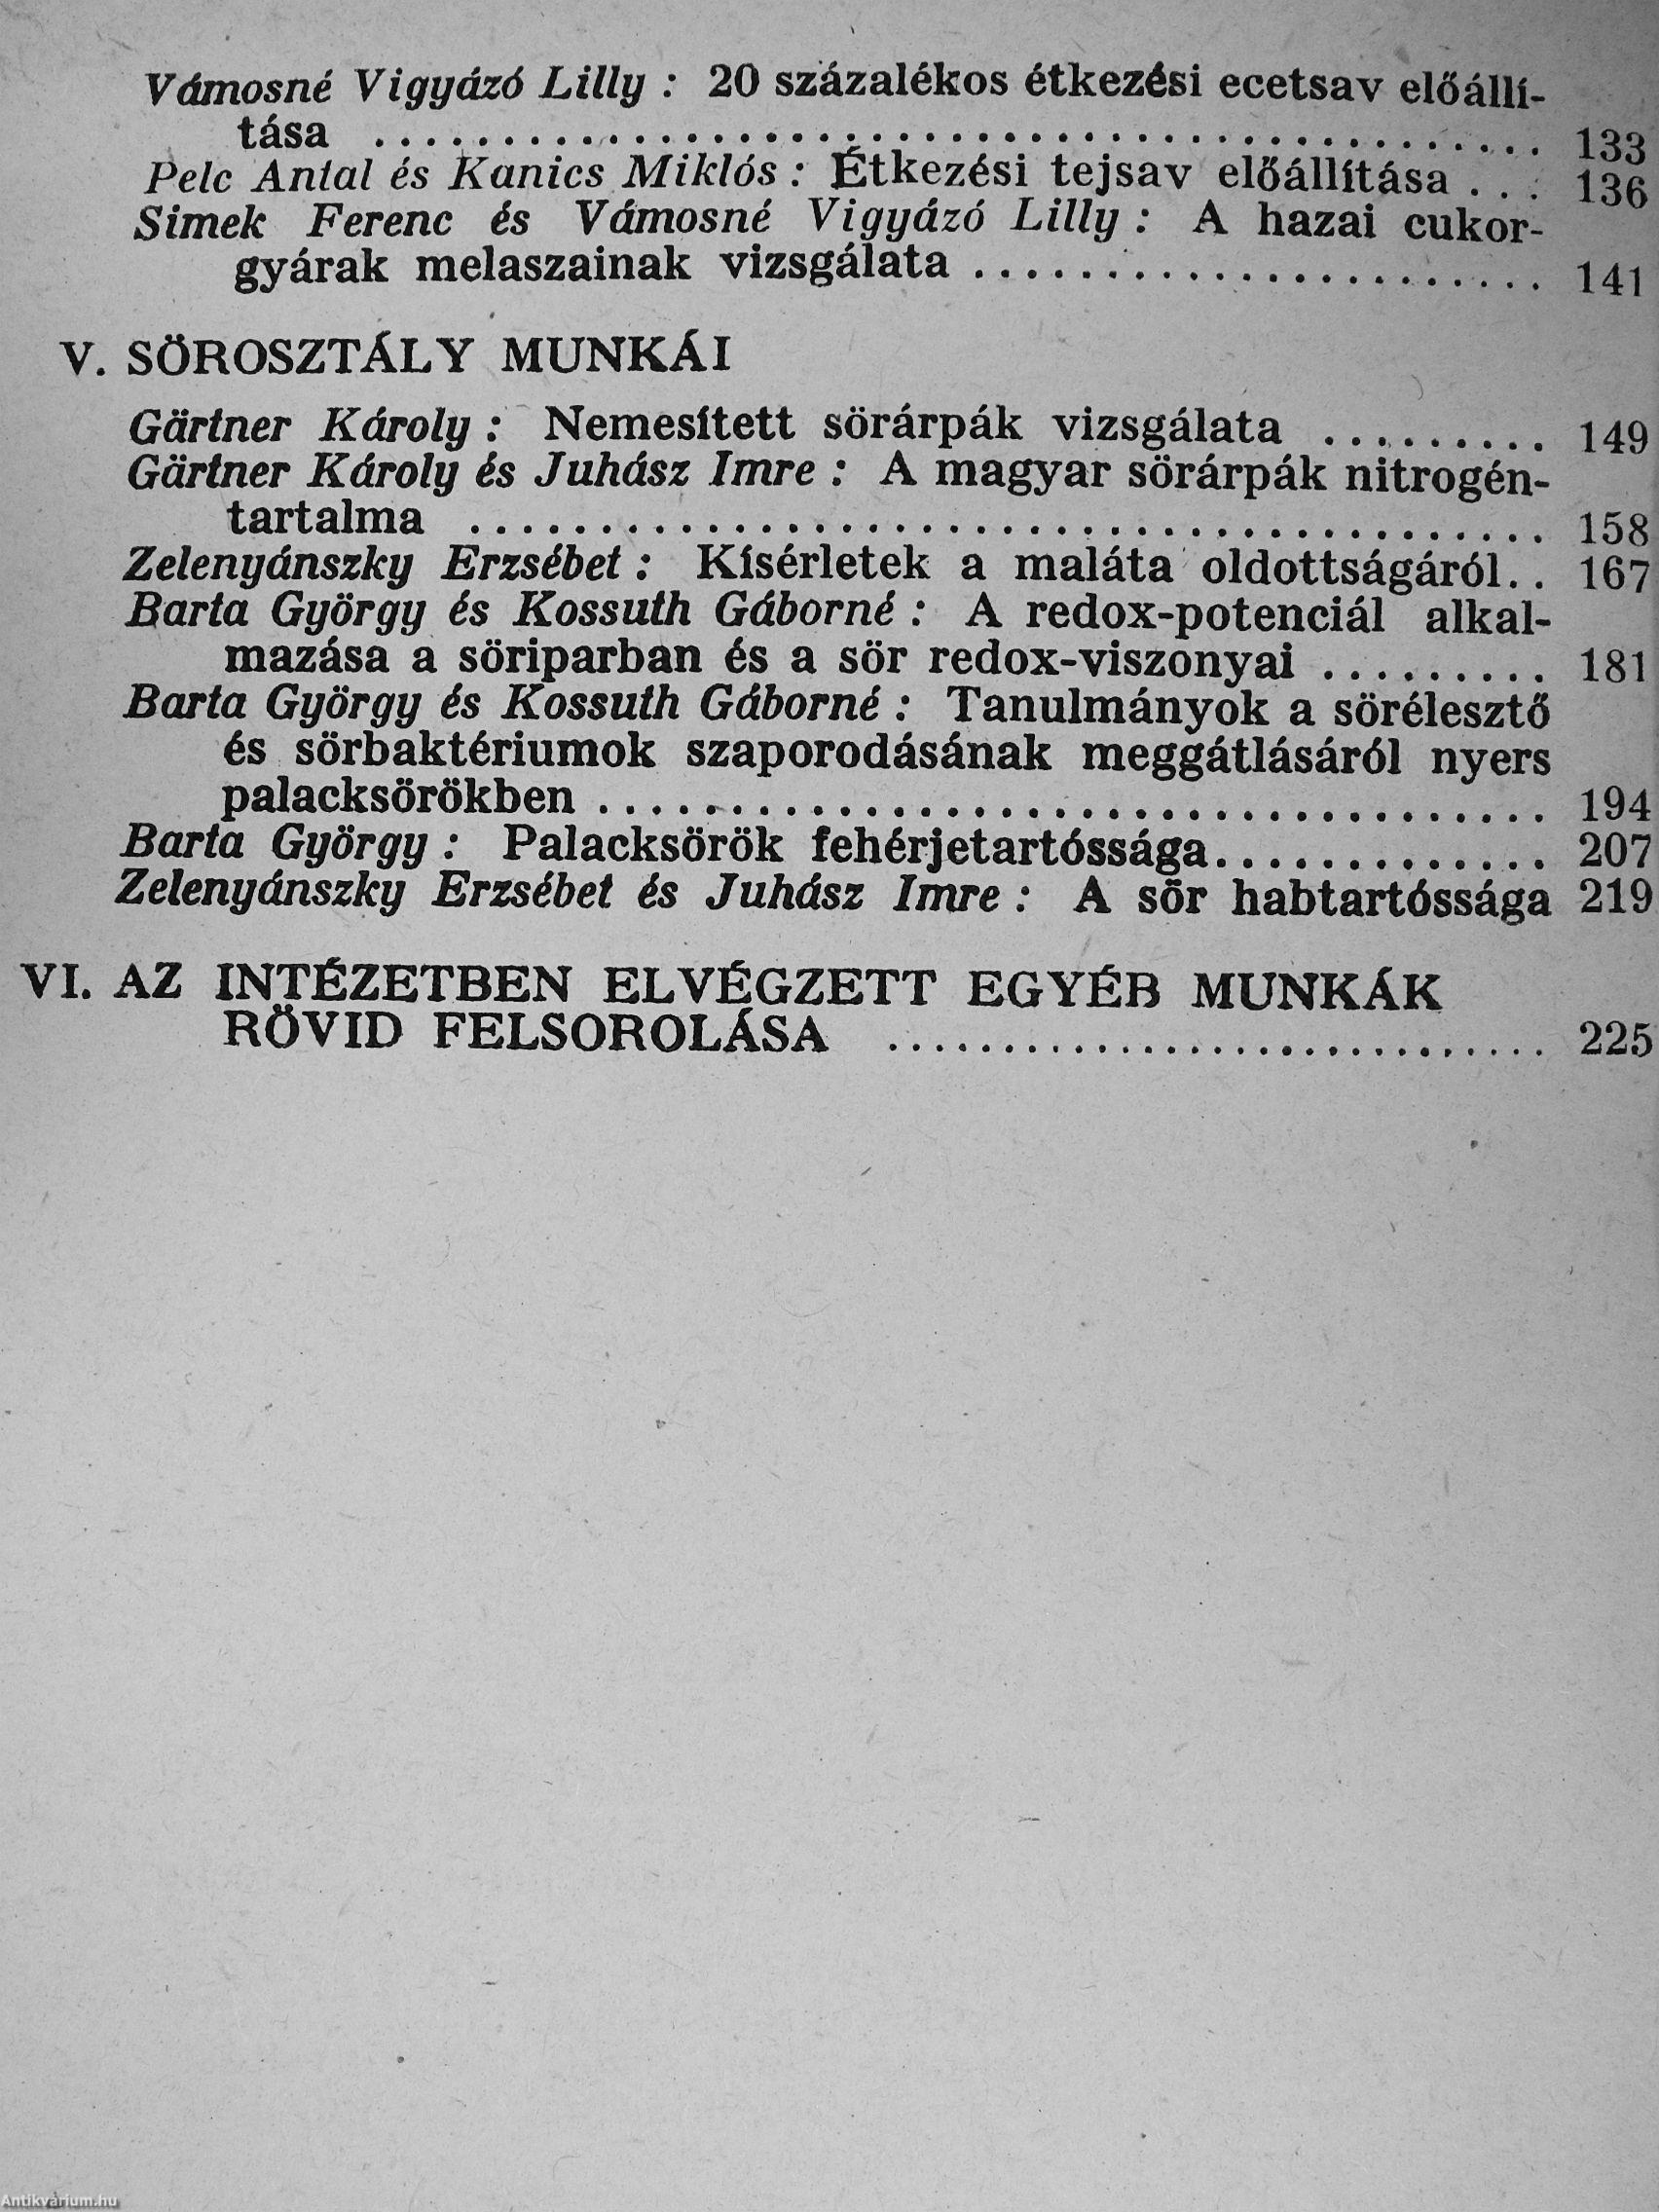 Vámosné Vigyázó Lilly : 20 százalékos étkezési ecetsav előállí-
tása ........................................ 133
Pelc Antal és Kanics Miklós : Étkezési tejsav előállítása ... 136
Simek Ferenc és Vámosné Vigyázó Lilly : A hazai cukor-
gyárak melaszainak vizsgálata ...................... 141
V. SÖROSZTÁLY MUNKÁI
Gärtner Károly : Nemesített sörárpák vizsgálata ......... 149
Gärtner Károly és Juhász Imre : A magyar sörárpák nitrogén-
tartalma ........................................ 158
Zelenyánszky Erzsébet : Kísérletek a maláta oldottságáról.. 167
Barta György és Kossuth Gáborné : A redox-potenciál alkal-
mazása a söriparban és a sör redox-viszonyai .......... 181
Barta György és Kossuth Gáborné : Tanulmányok a sörélesztő
és sörbaktériumok szaporodásának meggátlásáról nyers
palacksörökben .................................... 194
Barta György : Palacksörök fehérjetartóssága............. 207
Zelenyánszky Erzsébet és Juhász Imre : A sör habtartóssága 219
VI. AZ INTÉZETBEN ELVÉGZETT EGYÉB MUNKÁK
RÖVID FELSOROLÁSA ............................. 225
Antikvárium.hu